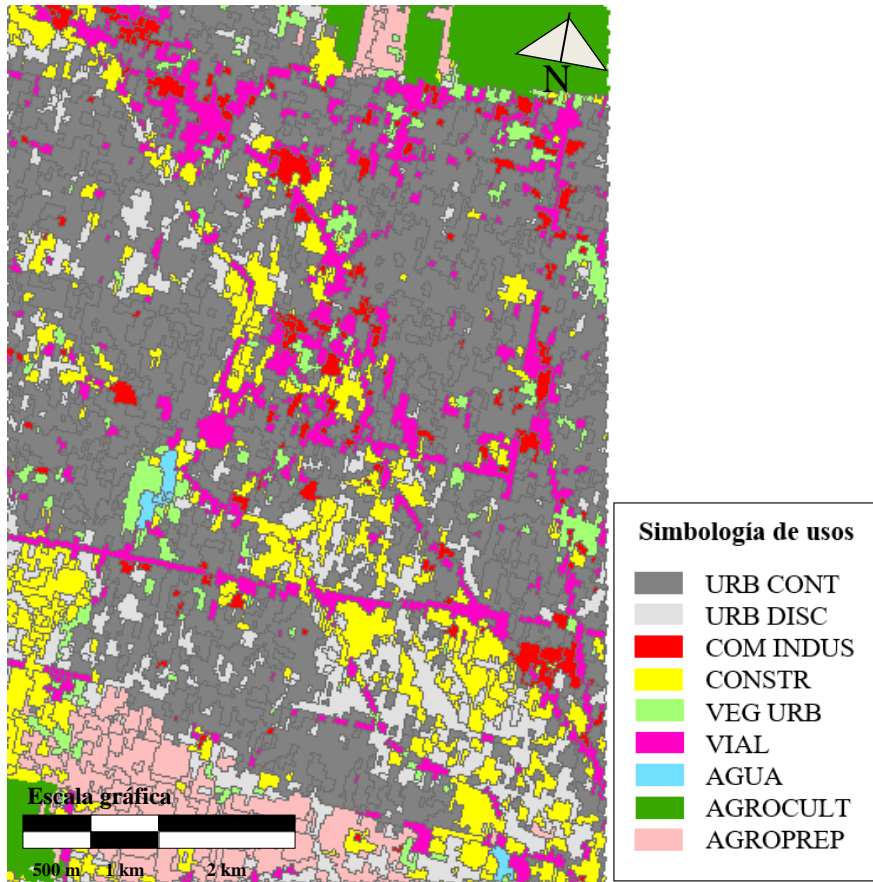 N
Simbología de usos
URB CONT
URB DISC
COM INDUS
CONSTR
VEG URB
VIAL
AGUA
AGROCULT
AGROPREP
Escala gráfica
500 m 1 km 2 km